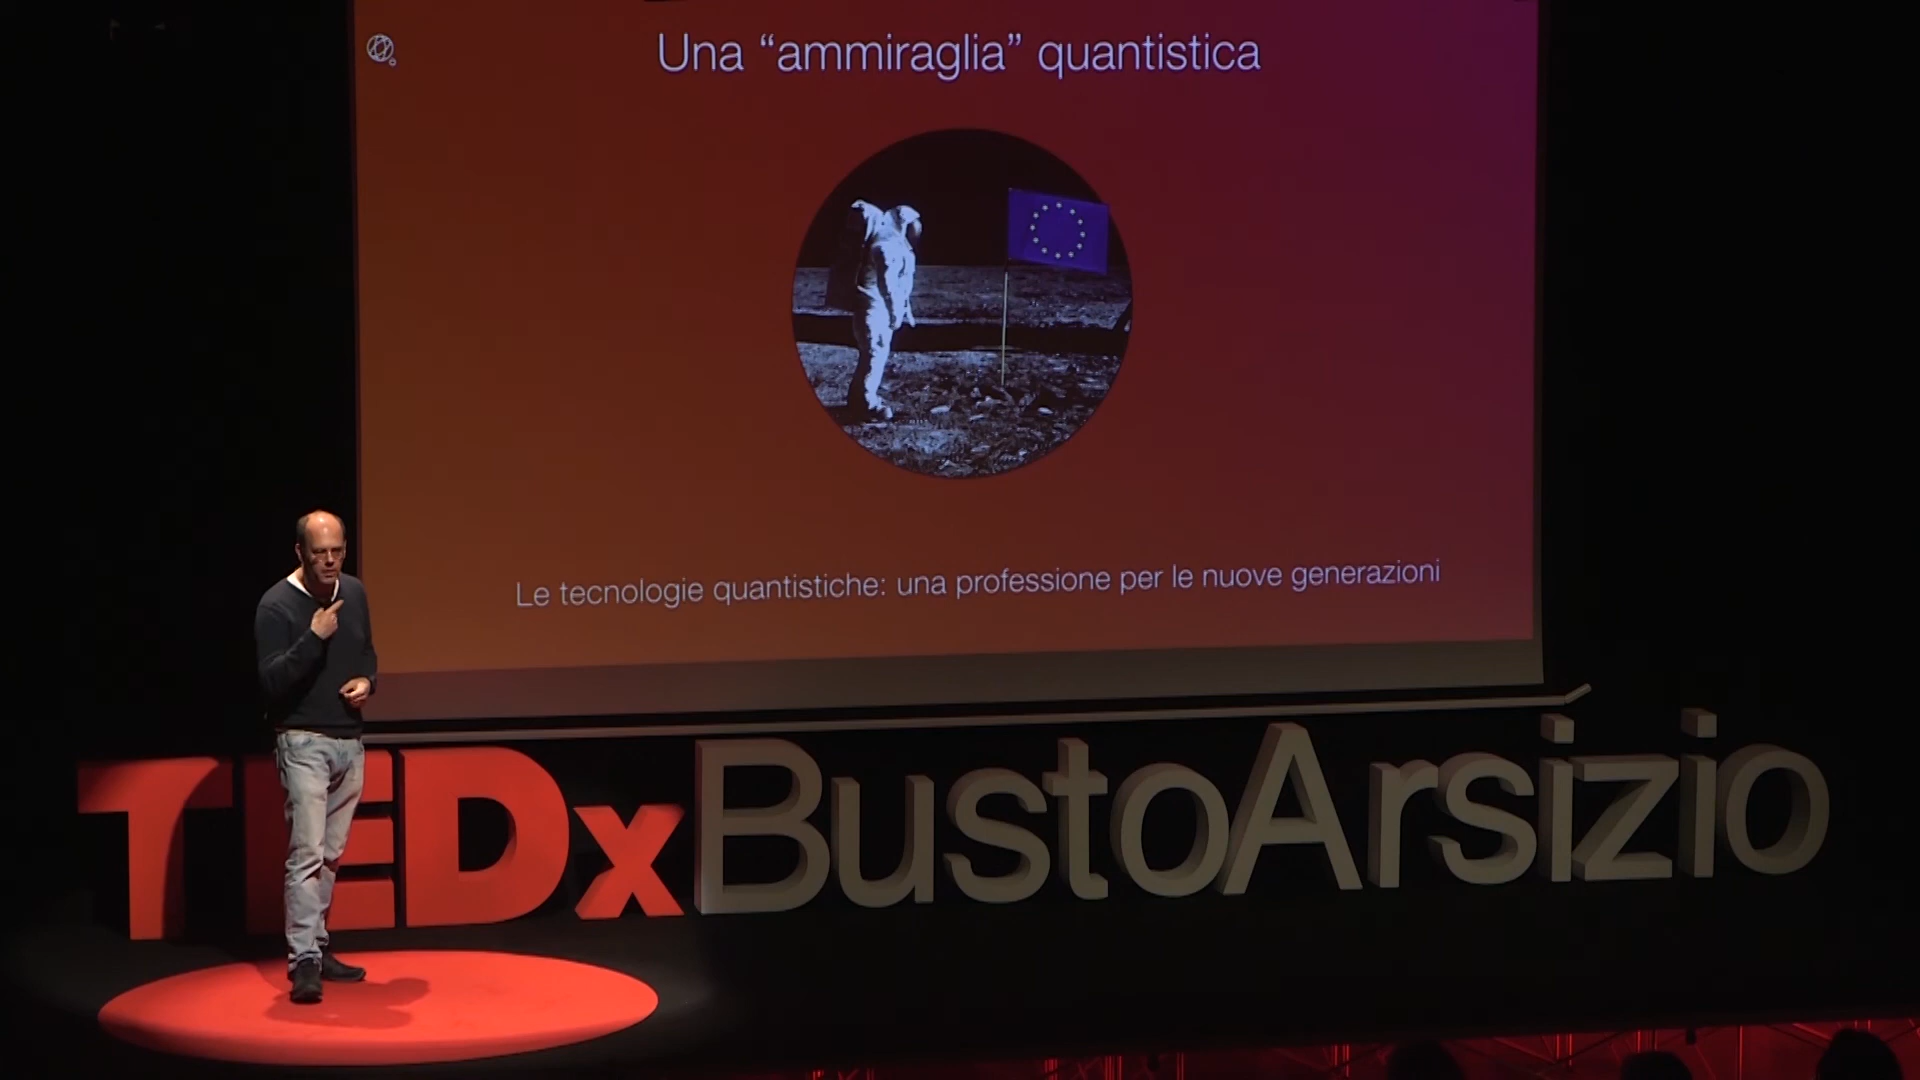 Una “ammiraglia” quantistica
Le tecnologie quantistiche: una professione per le nuove generazioni
TEDxBustoArsizio